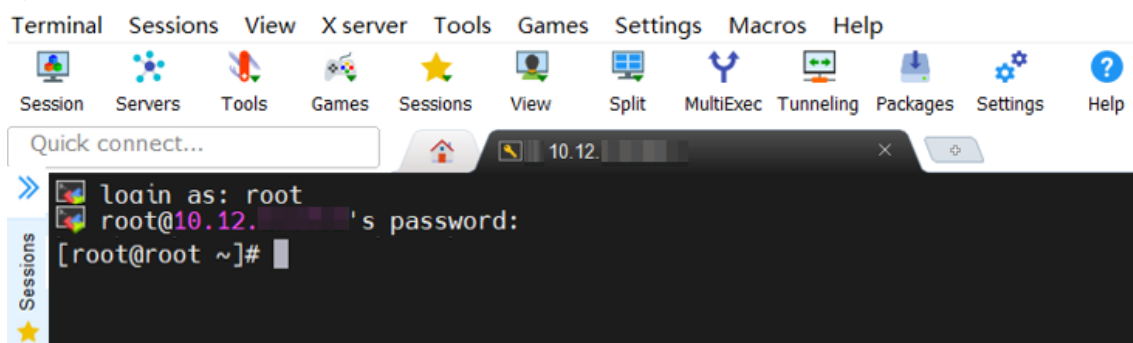 Terminal Sessions View X server Tools Games Settings Macros Help
Session Servers Tools Games Sessions View Split MultiExec Tunneling Packages Settings Help
Quick connect...
10.12.
login as: root
root@10.12. 's password:
[root@root ~]#
Sessions